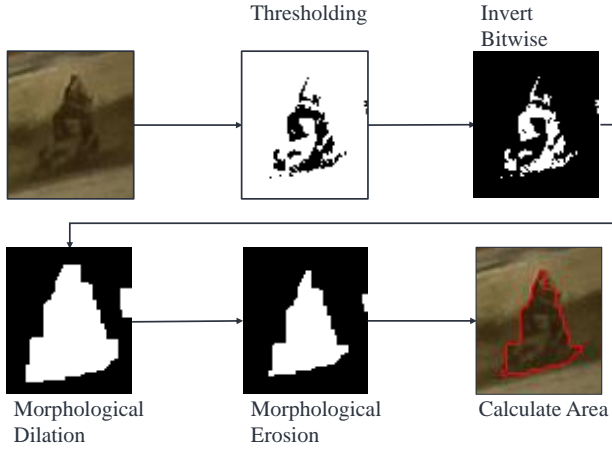 Thresholding
Invert
Bitwise
Morphological
Dilation
Morphological
Erosion
Calculate Area